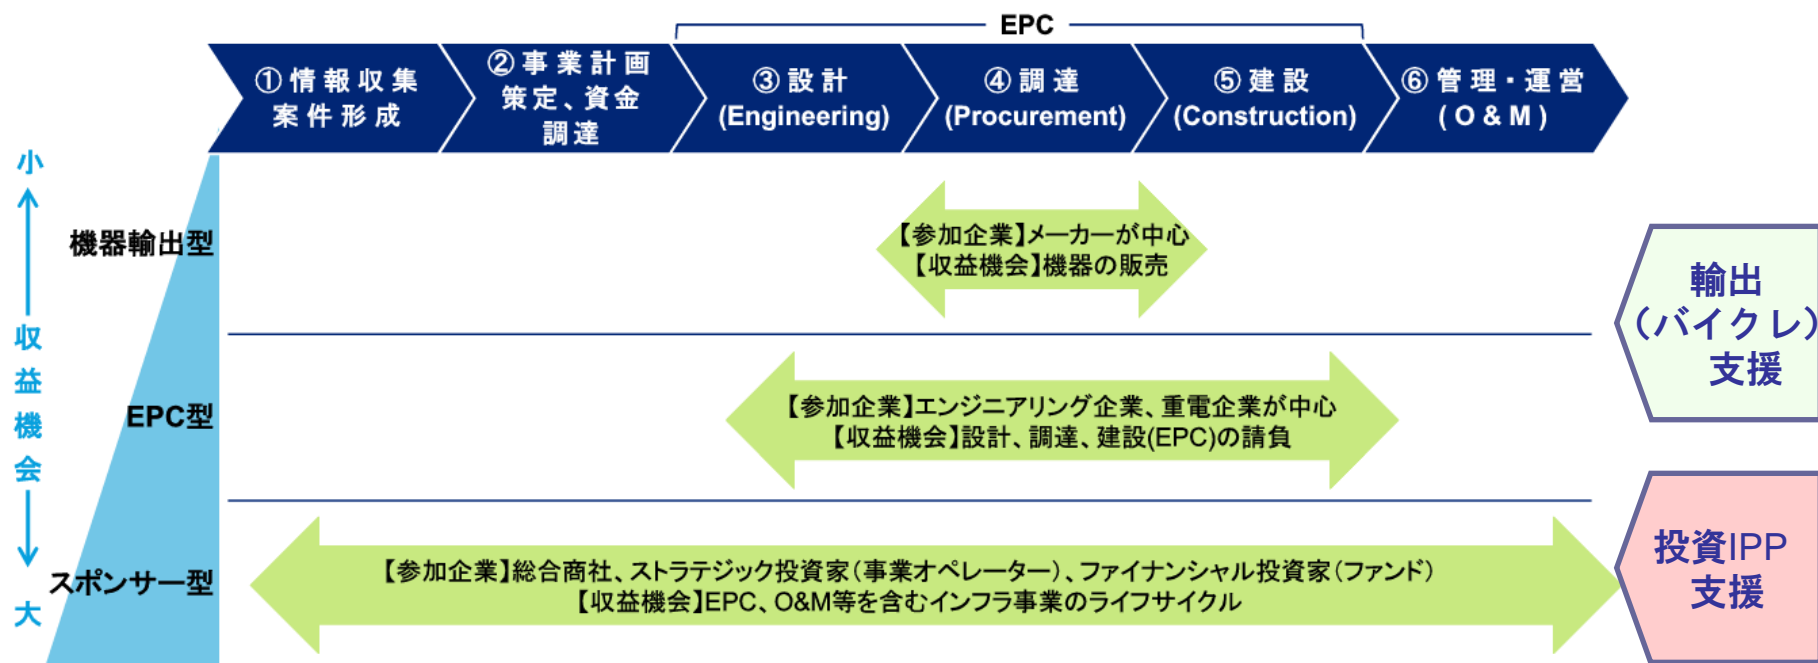 EPC
① 情報収集
案件形成
② 事業計画
策定、資金
調達
③ 設計
(Engineering)
④ 調達
(Procurement)
⑤ 建設
(Construction)
⑥ 管理・運営
( O & M )
小
収益機会
大
機器輸出型
【参加企業】メーカーが中心
【収益機会】機器の販売
EPC型
【参加企業】エンジニアリング企業、重電企業が中心
【収益機会】設計、調達、建設(EPC)の請負
スポンサー型
【参加企業】総合商社、ストラテジック投資家(事業オペレーター)、ファイナンシャル投資家(ファンド)
【収益機会】EPC、O&M等を含むインフラ事業のライフサイクル
輸出
(バイクレ)
支援
投資IPP
支援